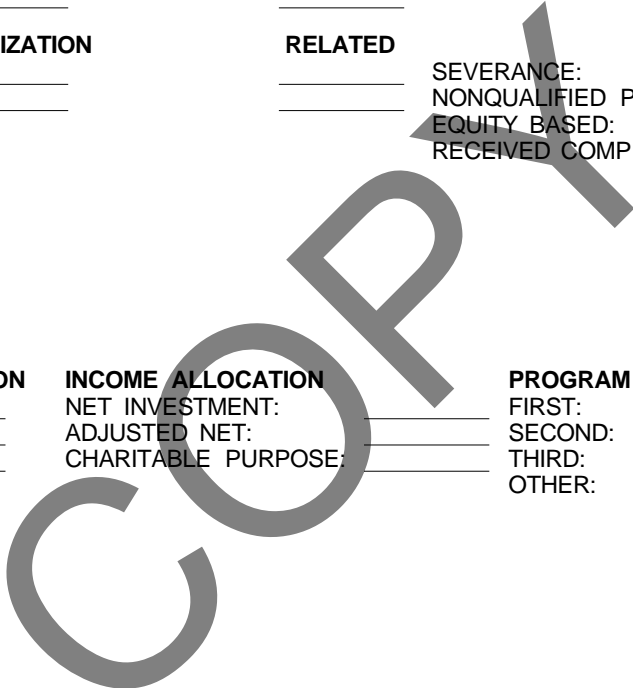 IZATION RELATED
SEVERANCE:
NONQUALIFIED P
EQUITY BASED:
RECEIVED COMP
ON INCOME ALLOCATION PROGRAM
NET INVESTMENT: FIRST:
ADJUSTED NET: SECOND:
CHARITABLE PURPOSE: THIRD:
OTHER:
COPY